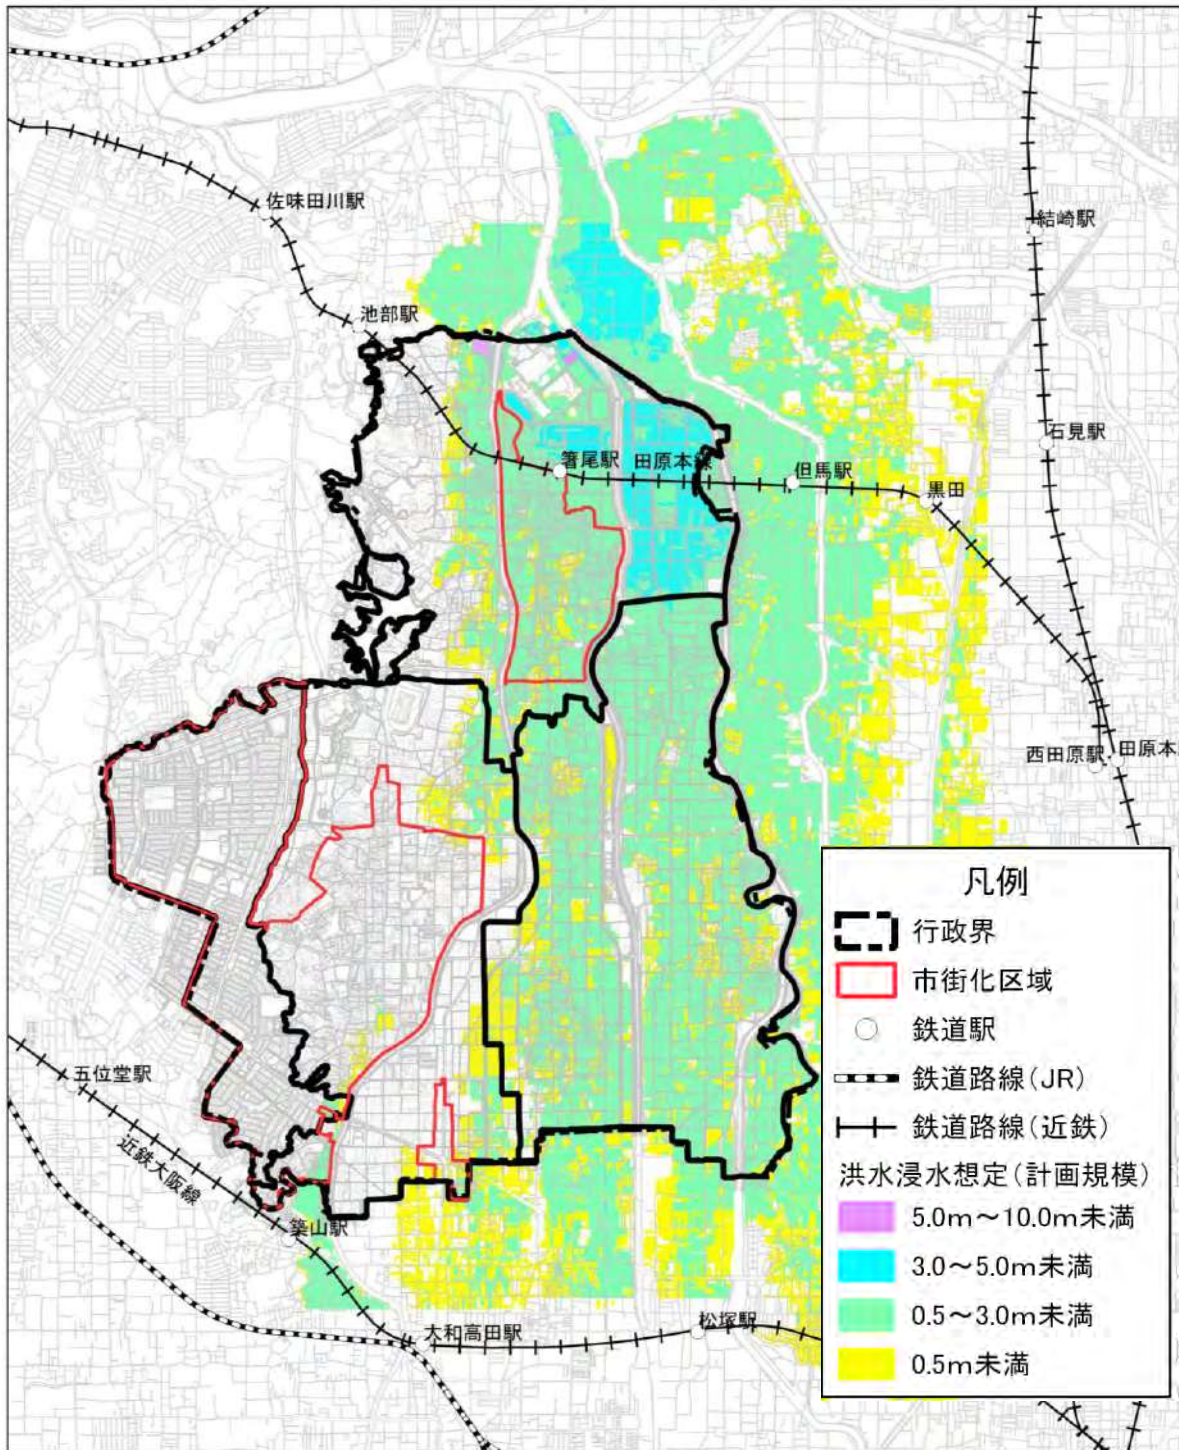 佐味田川駅
結崎駅
池部駅
石見駅
箸尾駅
田原本線
但馬駅
黒田
西田原駅
田原本
五位堂駅
近鉄大阪線
築山駅
大和高田駅
松塚駅
凡例
行政界
市街化区域
鉄道駅
鉄道路線(JR)
鉄道路線(近鉄)
洪水浸水想定(計画規模)
5.0m～10.0m未満
3.0～5.0m未満
0.5～3.0m未満
0.5m未満